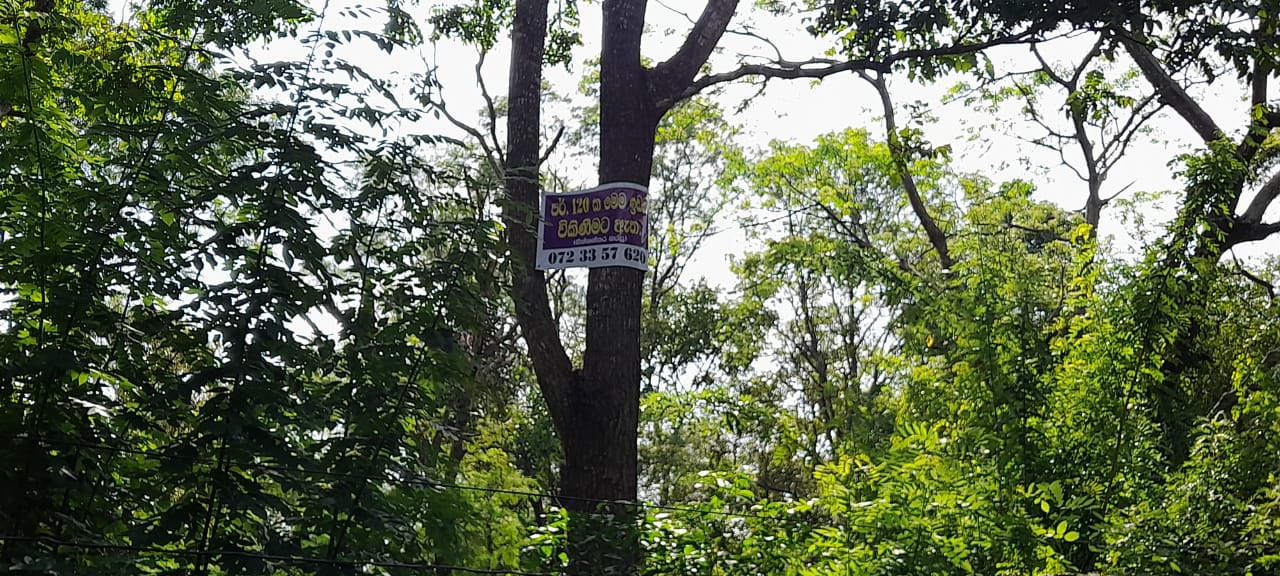 පර්. 120 ක මෙම ඉඩම
විකිණීමට ඇත.
072 33 57 620